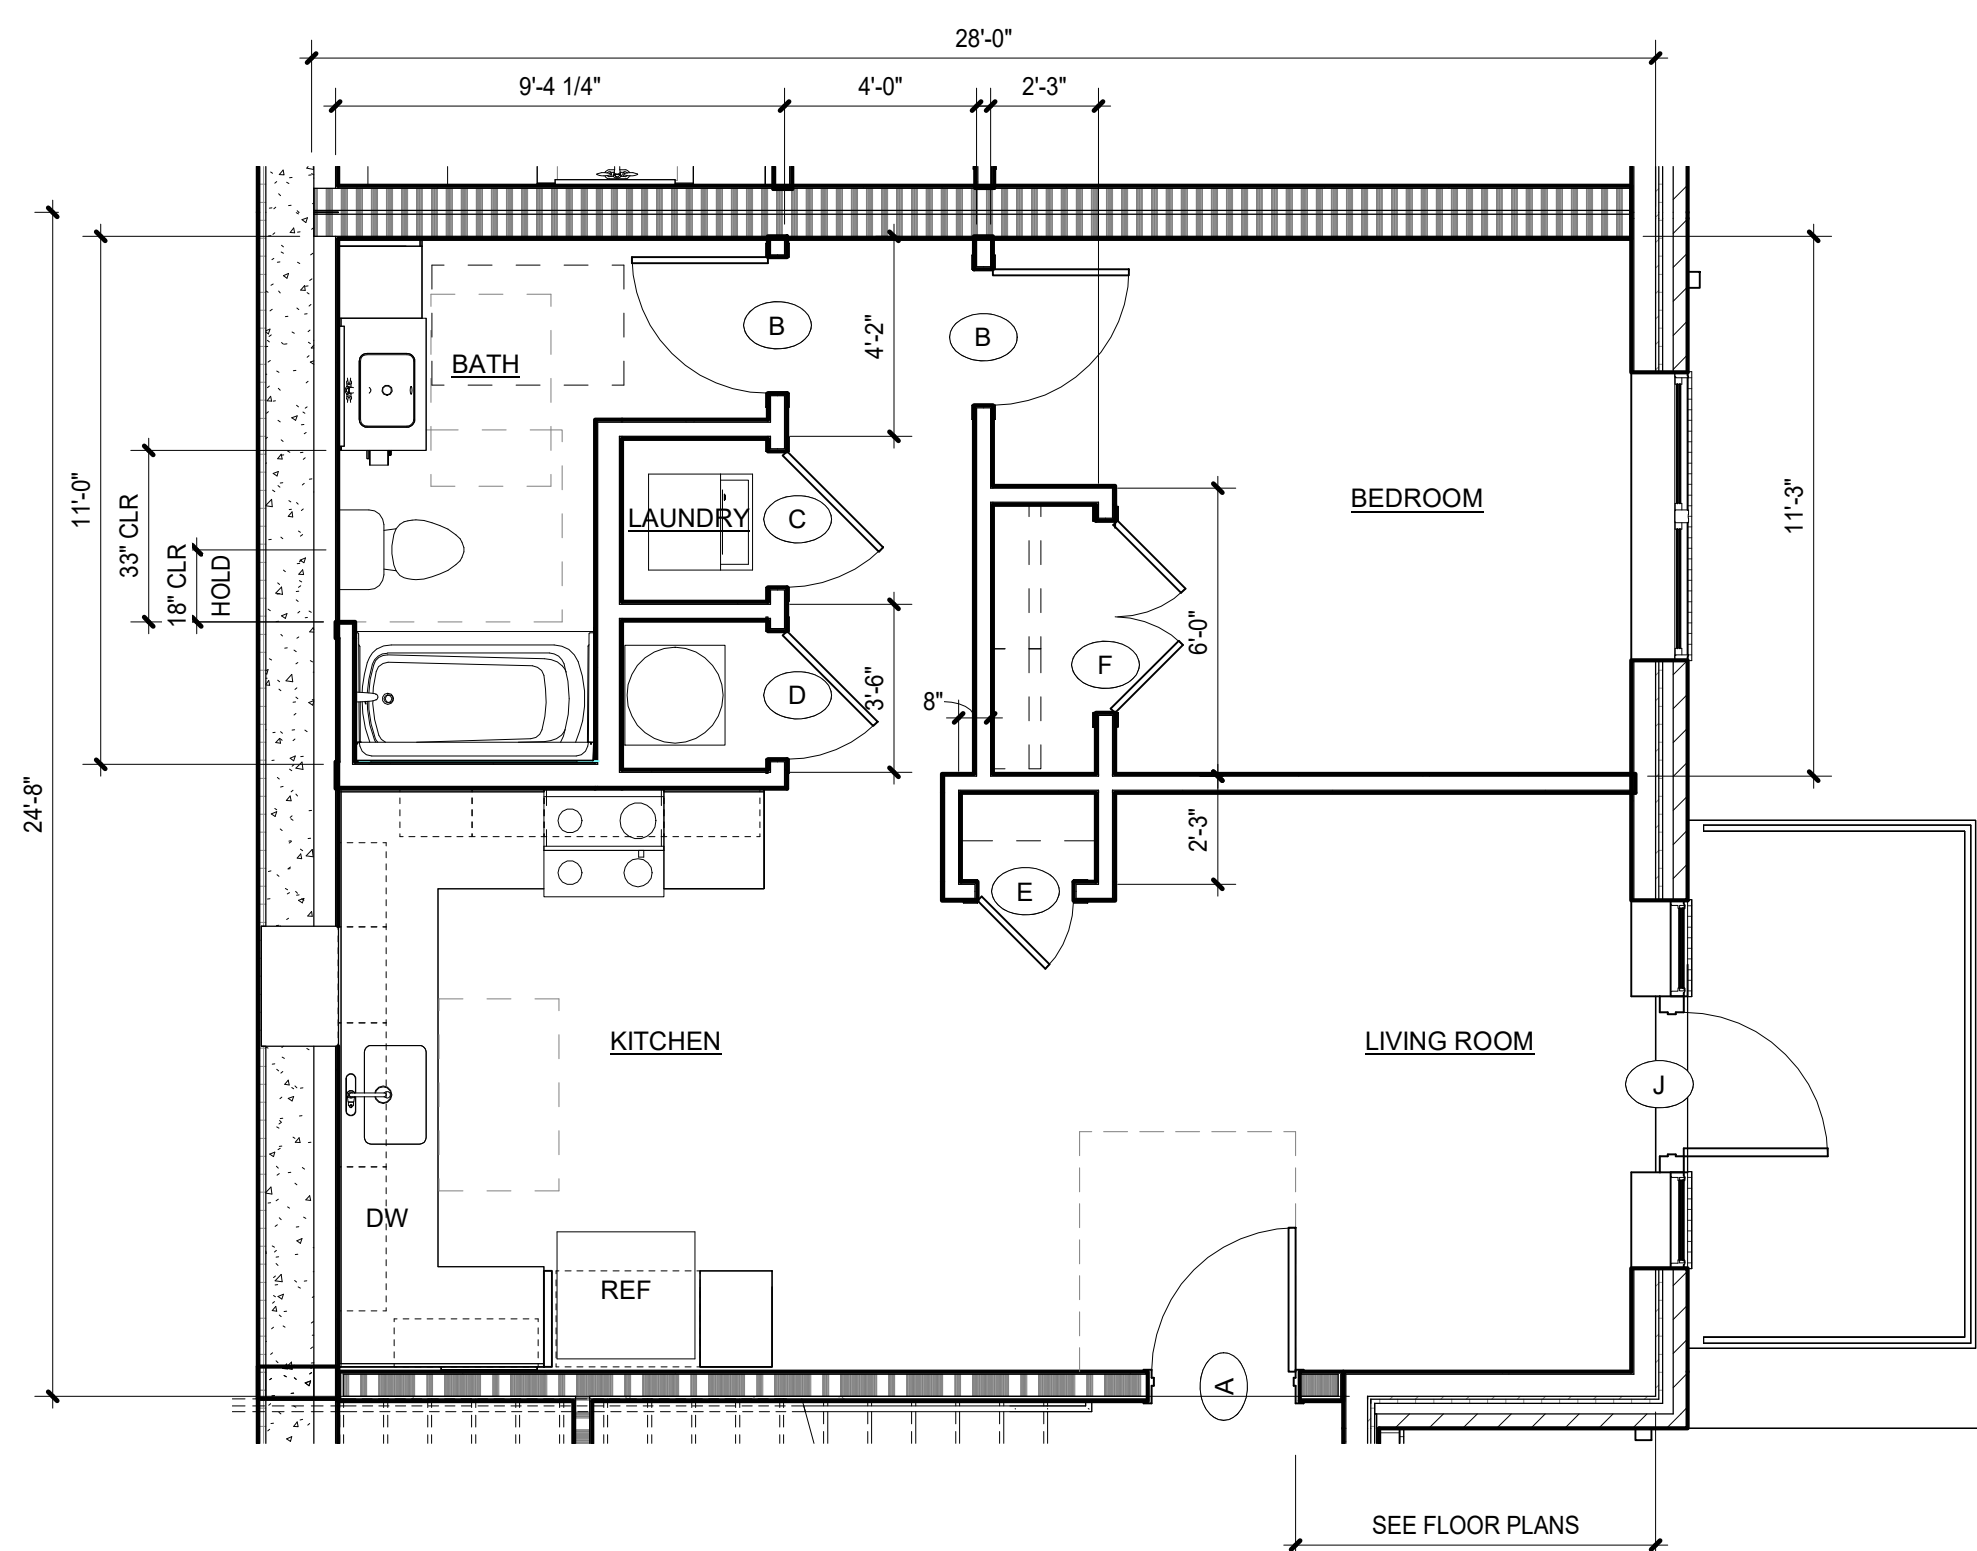 28'-0"
9'-4 1/4"
4'-0"
2'-3"
B
B
4'-2"
BATH
11'-0"
33" CLR
18" CLR
HOLD
LAUNDRY
C
BEDROOM
11'-3"
6'-0"
F
D
3'-6"
8"
24'-8"
2'-3"
E
KITCHEN
LIVING ROOM
J
DW
REF
A
SEE FLOOR PLANS